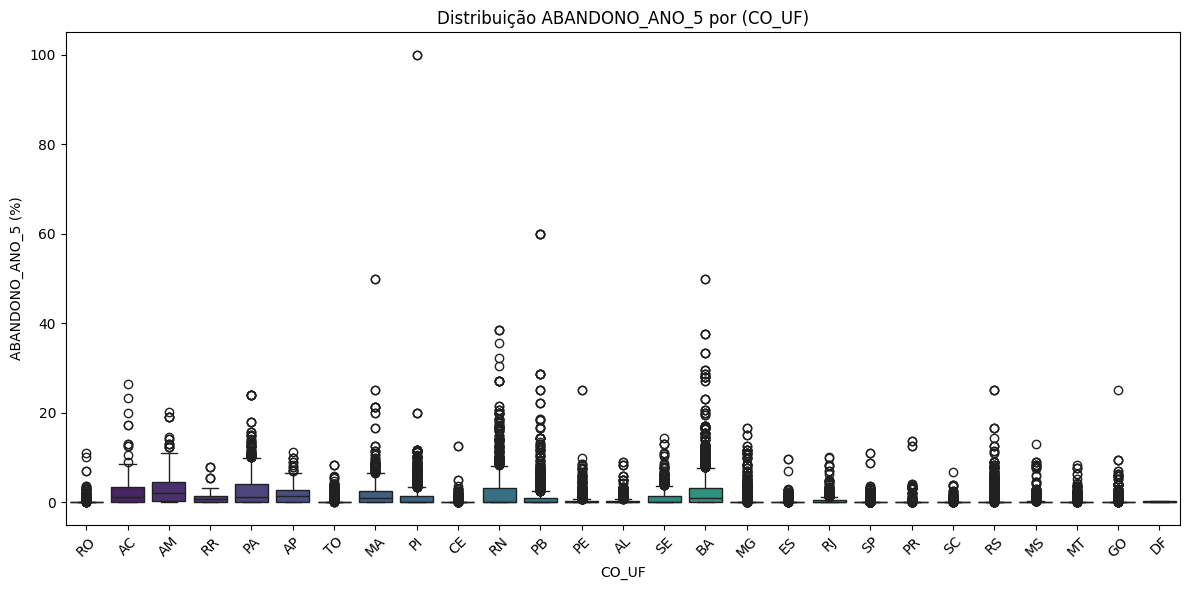 Distribuição ABANDONO_ANO_5 por (CO_UF)
ABANDONO_ANO_5 (%)
100
80
60
40
20
0
RO AC AM RR PA AP TO MA PI CE RN PB PE AL SE BA MG ES RJ SP PR SC RS MS MT GO DF
CO_UF